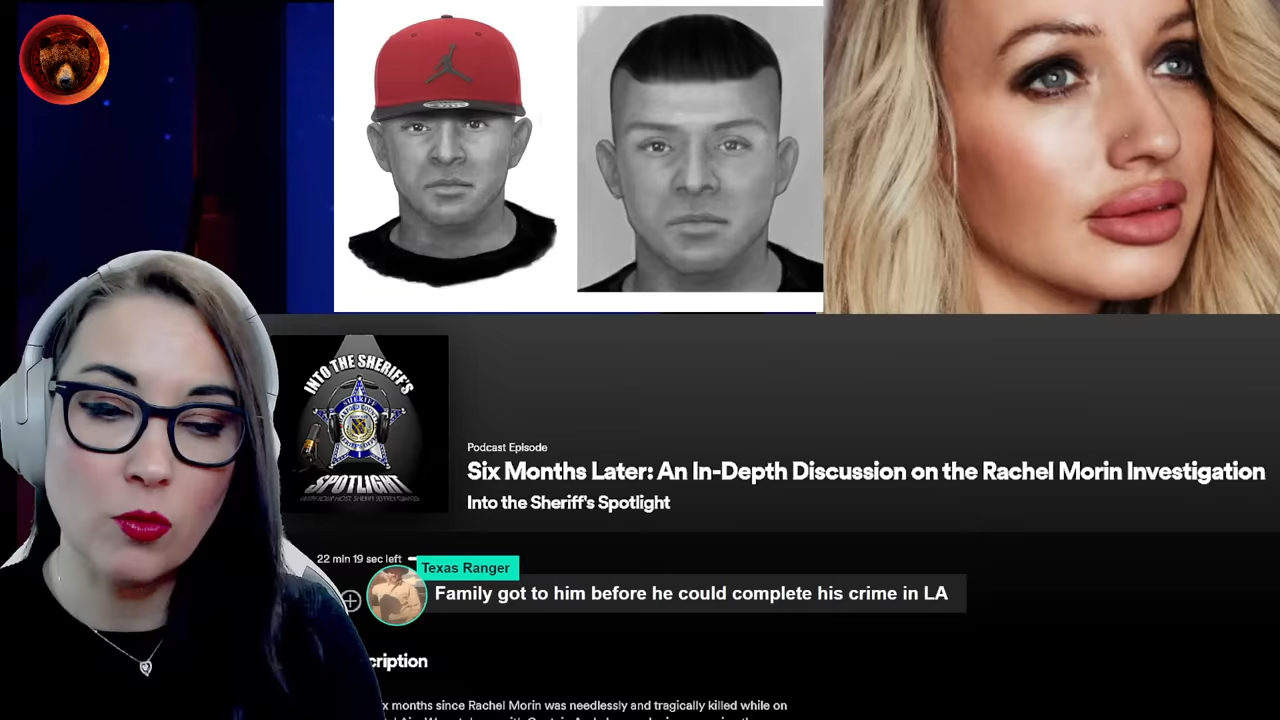 INTO THE SHERIFF'S
SHERIFF
SPOTLIGHT
Podcast Episode
Six Months Later: An In-Depth Discussion on the Rachel Morin Investigation
Into the Sheriff's Spotlight
22 min 19 sec left
Texas Ranger
Family got to him before he could complete his crime in LA
cription
x months since Rachel Morin was needlessly and tragically killed while on